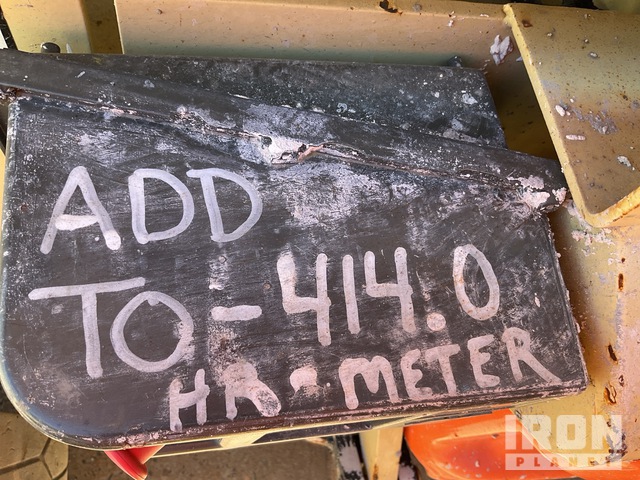 ADD
TO-414.0
HR-METER
IRON
PLANET